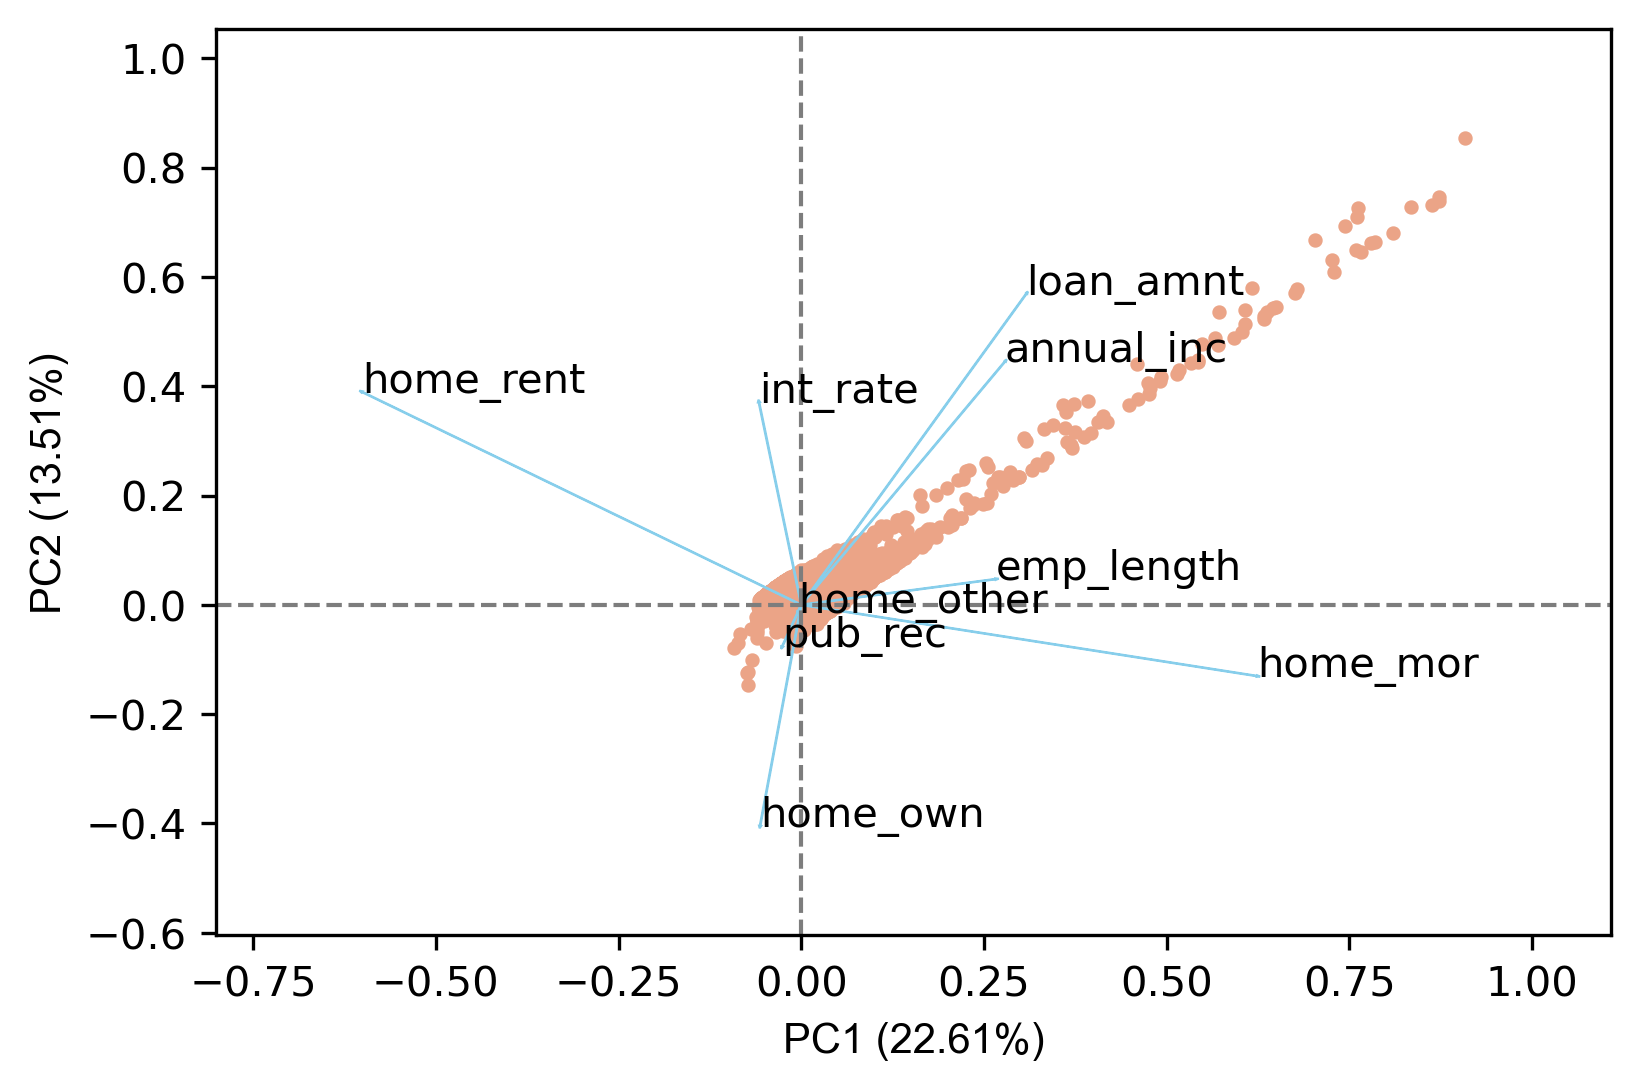 1.0
0.8
0.6
0.4
0.2
0.0
−0.2
−0.4
−0.6
PC2 (13.51%)
loan_amnt
annual_inc
home_rent
int_rate
emp_length
home_other
pub_rec
home_mor
home_own
−0.75 −0.50 −0.25 0.00 0.25 0.50 0.75 1.00
PC1 (22.61%)